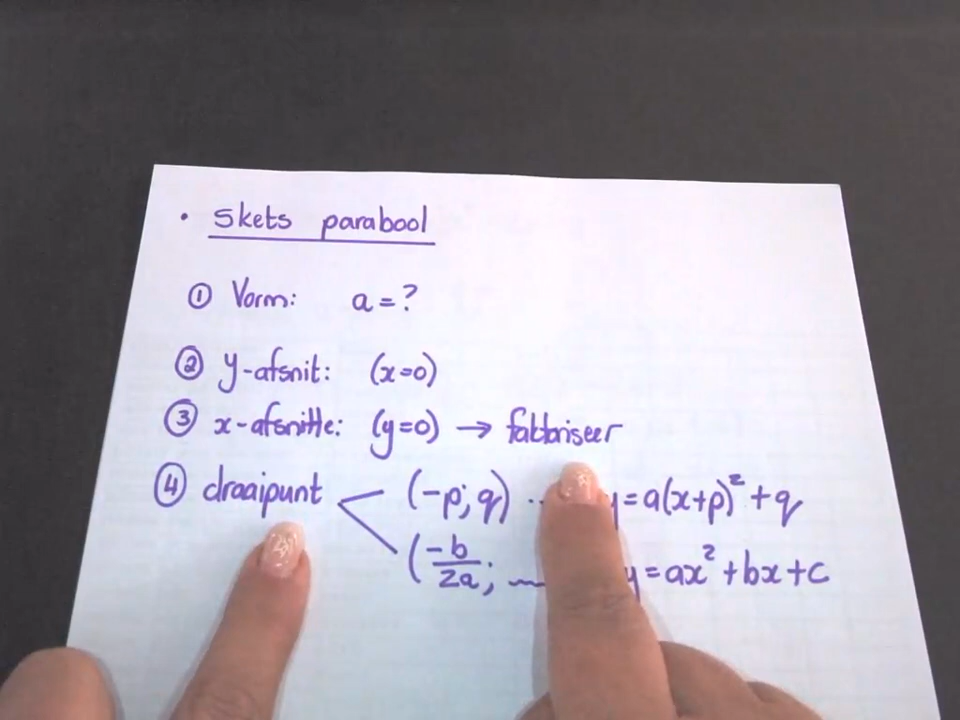 • Skets parabool
① Vorm: a = ?
② y-afsnit: (x=0)
③ x-afsnitte: (y=0) → faktoriseer
④ draaipunt < (-p; q) ... y = a(x+p)² + q
(-b/2a; ... y = ax² + bx + c